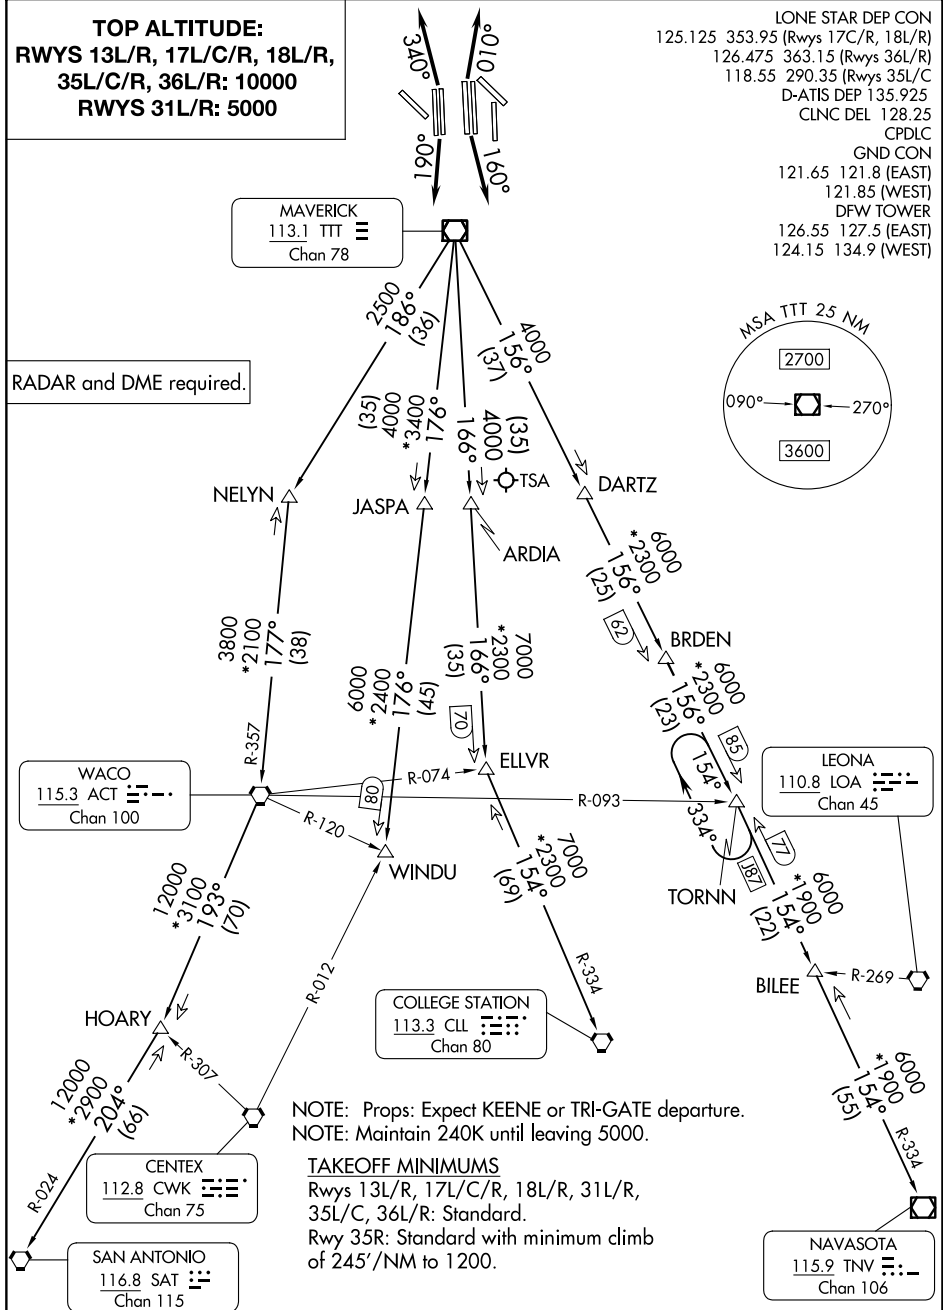 TOP ALTITUDE:
RWYS 13L/R, 17L/C/R, 18L/R,
35L/C/R, 36L/R: 10000
RWYS 31L/R: 5000
LONE STAR DEP CON
125.125 353.95 (Rwys 17C/R, 18L/R)
126.475 363.15 (Rwys 36L/R)
118.55 290.35 (Rwys 35L/C
D-ATIS DEP 135.925
CLNC DEL 128.25
CPDLC
GND CON
121.65 121.8 (EAST)
121.85 (WEST)
DFW TOWER
126.55 127.5 (EAST)
124.15 134.9 (WEST)
340°
010°
190°
160°
MAVERICK
113.1 TTT
Chan 78
MSA TTT 25 NM
2700
090°
270°
3600
RADAR and DME required.
2500
186°
(36)
(35)
4000
*3400
176°
(35)
4000
166°
4000
156°
(37)
TSA
NELYN
JASPA
ARDIA
DARTZ
3800
*2100
177°
(38)
R-357
6000
*2400
176°
(45)
80
7000
*2300
166°
(35)
70
6000
*2300
156°
(25)
62
BRDEN
6000
*2300
156°
(23)
85
WACO
115.3 ACT
Chan 100
R-074
ELLVR
R-093
R-120
WINDU
154°
334°
TORNN
J87
77
LEONA
110.8 LOA
Chan 45
12000
*3100
193°
(70)
7000
*2300
154°
(69)
R-334
6000
*1900
154°
(22)
BILEE
R-269
HOARY
R-307
R-012
COLLEGE STATION
113.3 CLL
Chan 80
12000
*2900
204°
(66)
R-024
6000
*1900
154°
(55)
R-334
CENTEX
112.8 CWK
Chan 75
SAN ANTONIO
116.8 SAT
Chan 115
NOTE: Props: Expect KEENE or TRI-GATE departure.
NOTE: Maintain 240K until leaving 5000.
TAKEOFF MINIMUMS
Rwys 13L/R, 17L/C/R, 18L/R, 31L/R,
35L/C, 36L/R: Standard.
Rwy 35R: Standard with minimum climb
of 245'/NM to 1200.
NAVASOTA
115.9 TNV
Chan 106